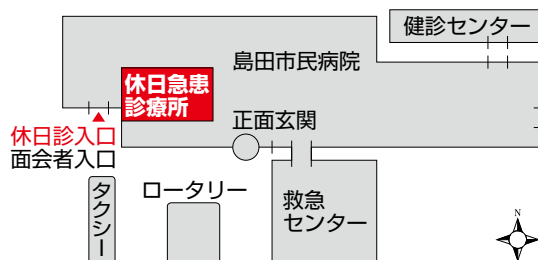 健診センター
島田市民病院
休日急患
診療所
正面玄関
休日診入口
面会者入口
タクシー
ロータリー
救急
センター
N